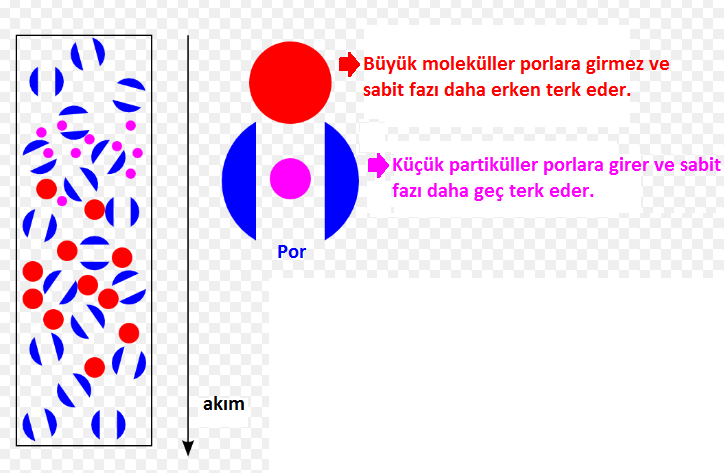 Büyük moleküller porlara girmez ve
sabit fazı daha erken terk eder.
Küçük partiküller porlara girer ve sabit
fazı daha geç terk eder.
Por
akım